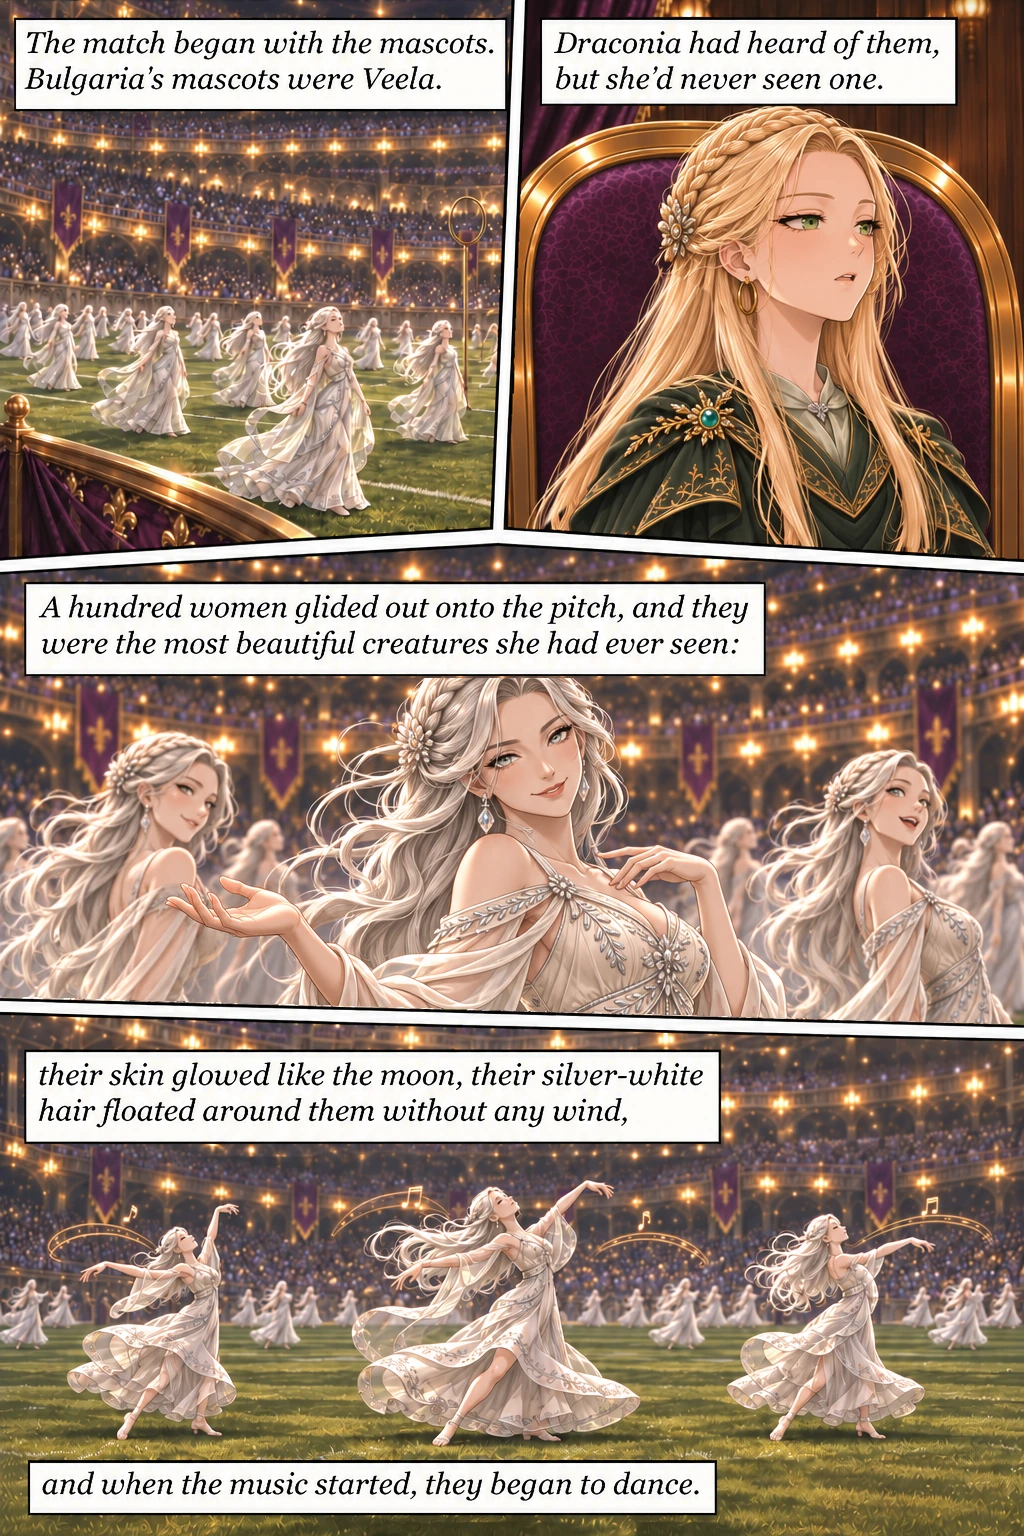 The match began with the mascots.
Bulgaria's mascots were Veela.
Draconia had heard of them,
but she'd never seen one.
A hundred women glided out onto the pitch, and they
were the most beautiful creatures she had ever seen:
their skin glowed like the moon, their silver-white
hair floated around them without any wind,
and when the music started, they began to dance.